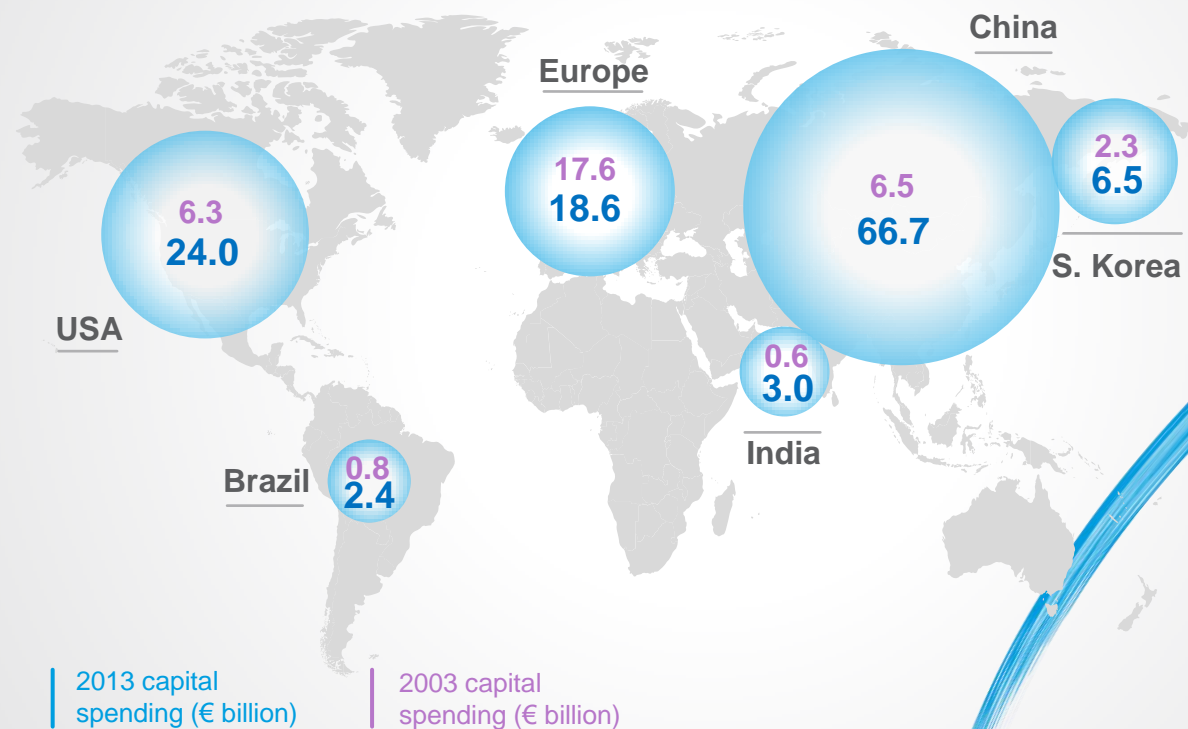 China
Europe
2.3
6.5
17.6
18.6
6.5
66.7
6.3
24.0
S. Korea
USA
0.6
3.0
India
Brazil
0.8
2.4
2013 capital
spending (€ billion)
2003 capital
spending (€ billion)